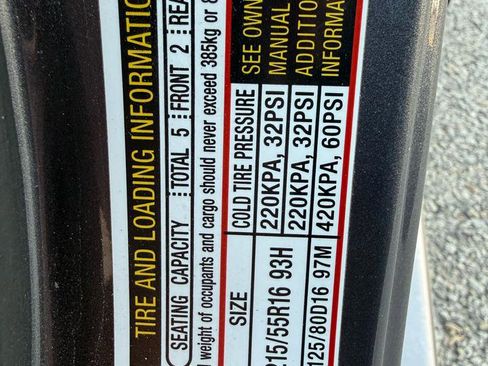 TIRE AND LOADING INFORMATION
SEATING CAPACITY TOTAL 5 FRONT 2
weight of occupants and cargo should never exceed 385kg or
SIZE COLD TIRE PRESSURE SEE OWN
220KPA, 32PSI MANUAL
215/55R16 93H 220KPA, 32PSI ADDITION
125/80D16 97M 420KPA, 60PSI INFORMA